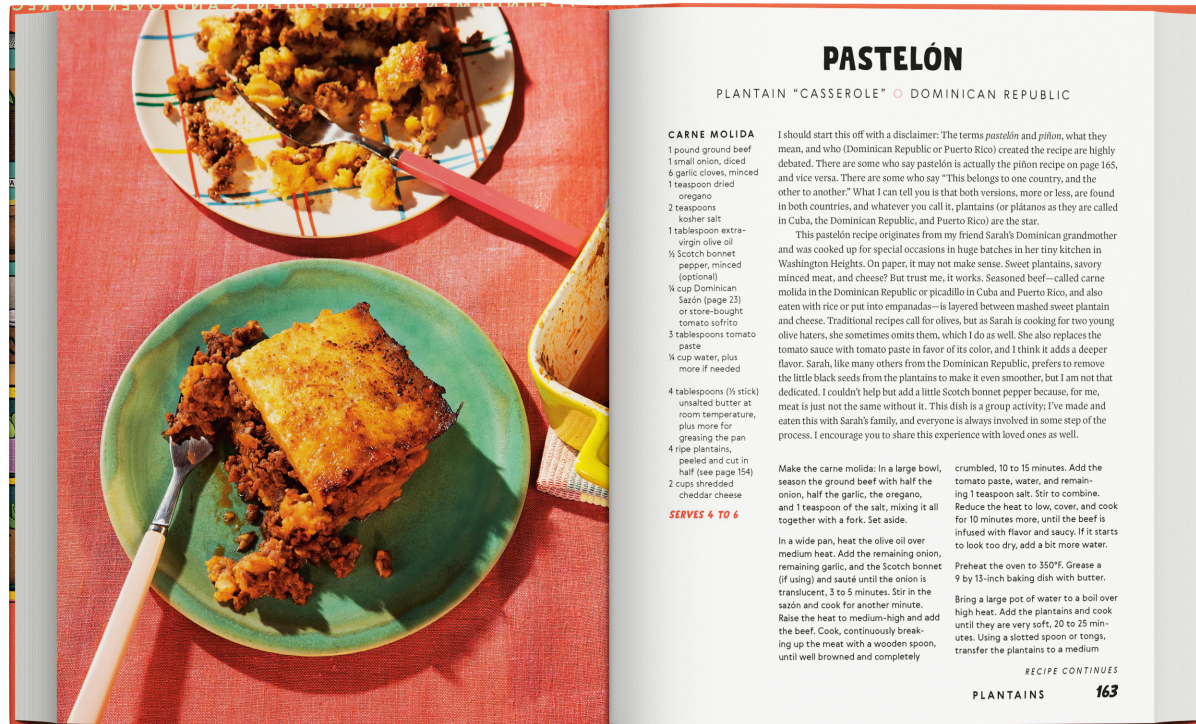 PASTELÓN
PLANTAIN “CASSEROLE” O DOMINICAN REPUBLIC
CARNE MOLIDA
1 pound ground beef
1 small onion, diced
6 garlic cloves, minced
1 teaspoon dried
oregano
2 teaspoons
kosher salt
1 tablespoon extra-
virgin olive oil
½ Scotch bonnet
pepper, minced
(optional)
¼ cup Dominican
Sazón (page 23)
or store-bought
tomato sofrito
3 tablespoons tomato
paste
¼ cup water, plus
more if needed
4 tablespoons (½ stick)
unsalted butter at
room temperature,
plus more for
greasing the pan
4 ripe plantains,
peeled and cut in
half (see page 154)
2 cups shredded
cheddar cheese
SERVES 4 TO 6
I should start this off with a disclaimer: The terms pastelón and piñon, what they
mean, and who (Dominican Republic or Puerto Rico) created the recipe are highly
debated. There are some who say pastelón is actually the piñon recipe on page 165,
and vice versa. There are some who say “This belongs to one country, and the
other to another.” What I can tell you is that both versions, more or less, are found
in both countries, and whatever you call it, plantains (or plátanos as they are called
in Cuba, the Dominican Republic, and Puerto Rico) are the star.
This pastelón recipe originates from my friend Sarah’s Dominican grandmother
and was cooked up for special occasions in huge batches in her tiny kitchen in
Washington Heights. On paper, it may not make sense. Sweet plantains, savory
minced meat, and cheese? But trust me, it works. Seasoned beef—called carne
molida in the Dominican Republic or picadillo in Cuba and Puerto Rico, and also
eaten with rice or put into empanadas—is layered between mashed sweet plantain
and cheese. Traditional recipes call for olives, but as Sarah is cooking for two young
olive haters, she sometimes omits them, which I do as well. She also replaces the
tomato sauce with tomato paste in favor of its color, and I think it adds a deeper
flavor. Sarah, like many others from the Dominican Republic, prefers to remove
the little black seeds from the plantains to make it even smoother, but I am not that
dedicated. I couldn’t help but add a little Scotch bonnet pepper because, for me,
meat is just not the same without it. This dish is a group activity; I’ve made and
eaten this with Sarah’s family, and everyone is always involved in some step of the
process. I encourage you to share this experience with loved ones as well.
Make the carne molida: In a large bowl,
season the ground beef with half the
onion, half the garlic, the oregano,
and 1 teaspoon of the salt, mixing it all
together with a fork. Set aside.
In a wide pan, heat the olive oil over
medium heat. Add the remaining onion,
remaining garlic, and the Scotch bonnet
(if using) and sauté until the onion is
translucent, 3 to 5 minutes. Stir in the
sazón and cook for another minute.
Raise the heat to medium-high and add
the beef. Cook, continuously break-
ing up the meat with a wooden spoon,
until well browned and completely
crumbled, 10 to 15 minutes. Add the
tomato paste, water, and remain-
ing 1 teaspoon salt. Stir to combine.
Reduce the heat to low, cover, and cook
for 10 minutes more, until the beef is
infused with flavor and saucy. If it starts
to look too dry, add a bit more water.
Preheat the oven to 350°F. Grease a
9 by 13-inch baking dish with butter.
Bring a large pot of water to a boil over
high heat. Add the plantains and cook
until they are very soft, 20 to 25 min-
utes. Using a slotted spoon or tongs,
transfer the plantains to a medium
RECIPE CONTINUES
PLANTAINS 163